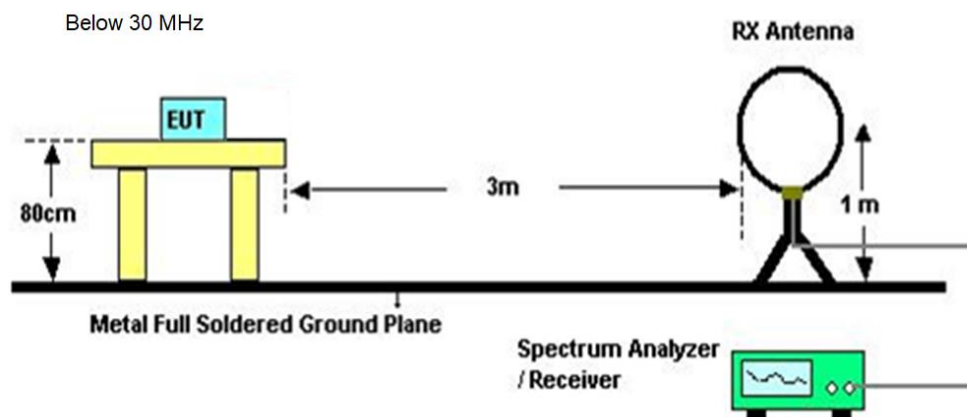 Below 30 MHz
RX Antenna
EUT
3m
80cm
1 m
Metal Full Soldered Ground Plane
Spectrum Analyzer
/ Receiver